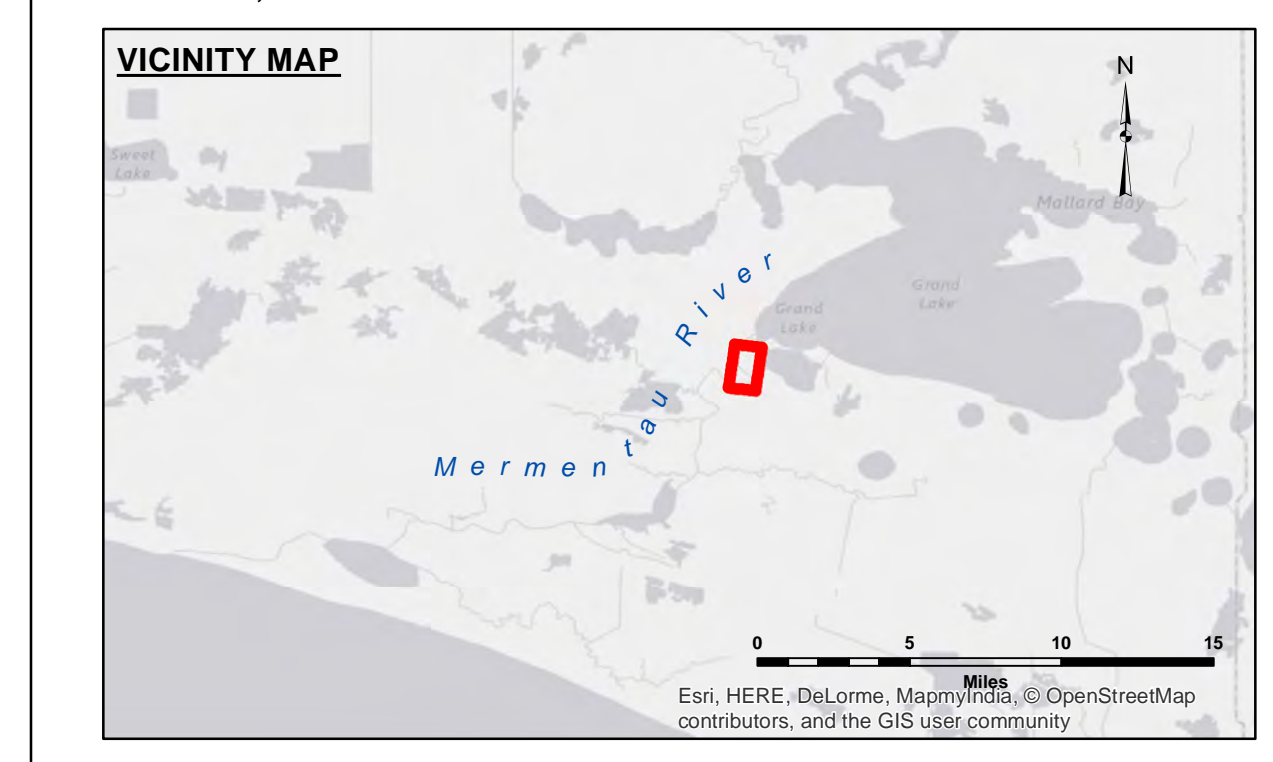 VICINITY MAP
N
Sweet
Lake
Mallard Bay
Mermentau River
Grand
Lake
Grand
Lake
0 5 10 15
Miles
Esri, HERE, DeLorme, MapmyIndia, © OpenStreetMap
contributors, and the GIS user community